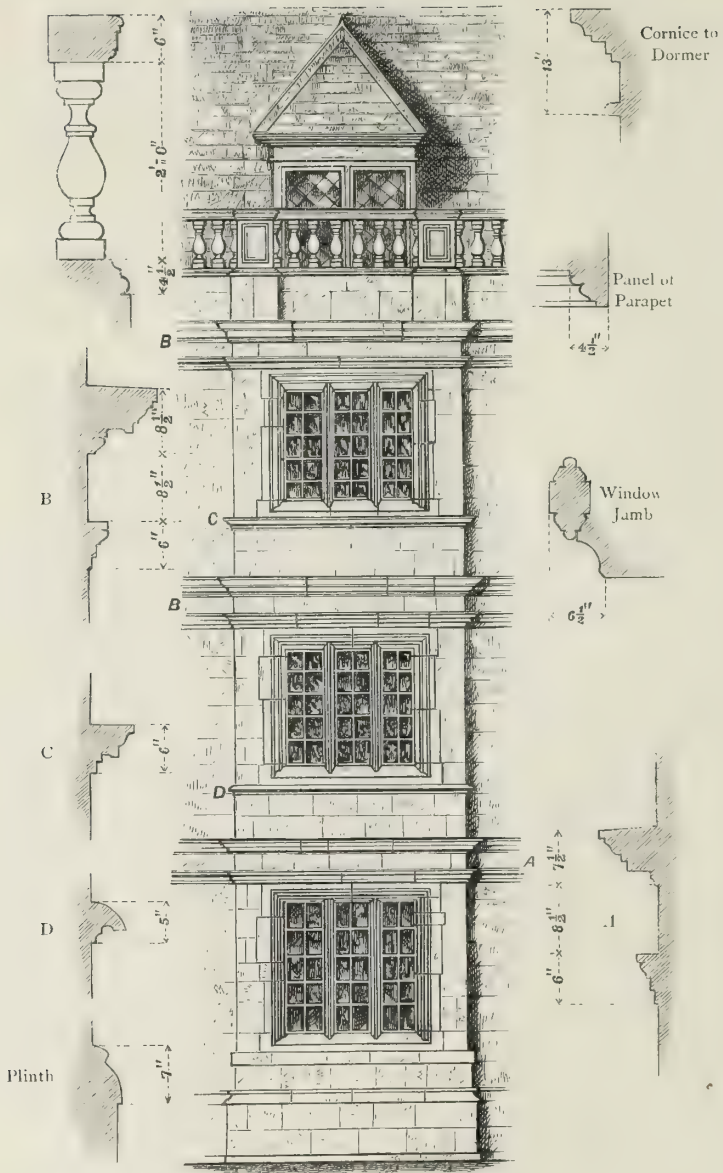 6"
2'-6"
4½"
Cornice to
Dormer
13"
Panel of
Parapet
4½"
B
B
8½"
8½"
6"
C
Window
Jamb
6½"
B
C
6"
D
A
7½"
8½"
6"
A
D
5"
Plinth
7"